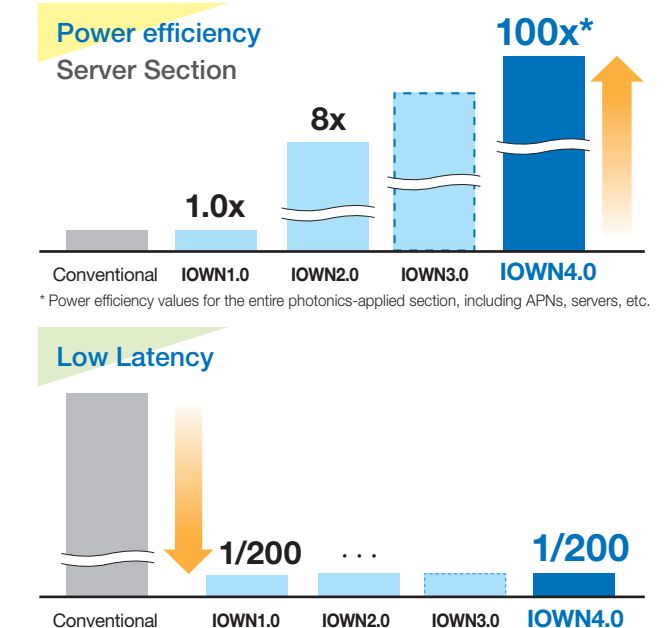 Power efficiency
Server Section
100x*
8x
1.0x
Conventional IOWN1.0 IOWN2.0 IOWN3.0 IOWN4.0
* Power efficiency values for the entire photonics-applied section, including APNs, servers, etc.
Low Latency
1/200 ... 1/200
Conventional IOWN1.0 IOWN2.0 IOWN3.0 IOWN4.0